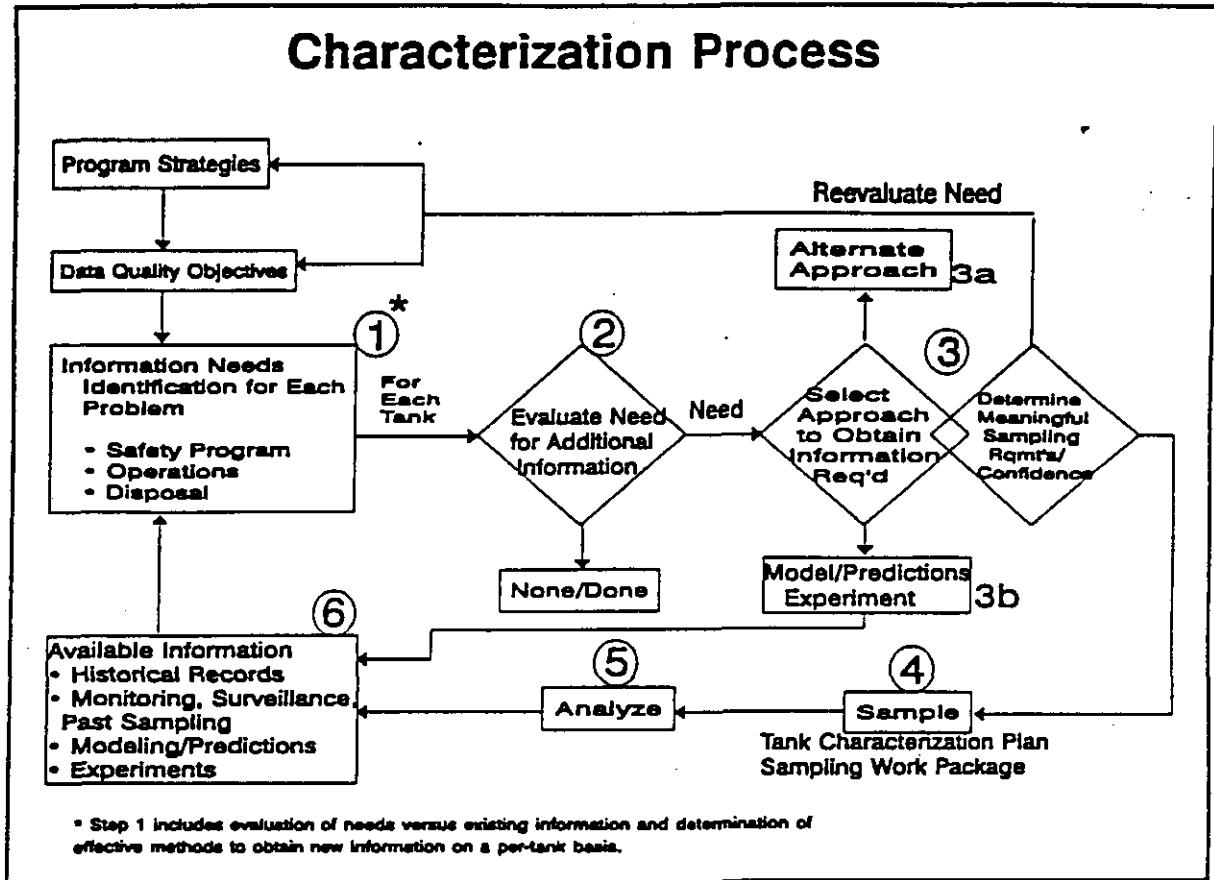 Characterization Process
Program Strategies
Data Quality Objectives
1*
Information Needs
Identification for Each
Problem
• Safety Program
• Operations
• Disposal
For
Each
Tank
2
Evaluate Need
for Additional
Information
None/Done
Need
Reevaluate Need
Alternate
Approach
3a
3
Select
Approach
to Obtain
Information
Req'd
Determine
Meaningful
Sampling
Rqmt's/
Confidence
Model/Predictions
Experiment
3b
4
Sample
Tank Characterization Plan
Sampling Work Package
5
Analyze
6
Available Information
• Historical Records
• Monitoring, Surveillance,
Past Sampling
• Modeling/Predictions
• Experiments
* Step 1 includes evaluation of needs versus existing information and determination of
effective methods to obtain new information on a per-tank basis.